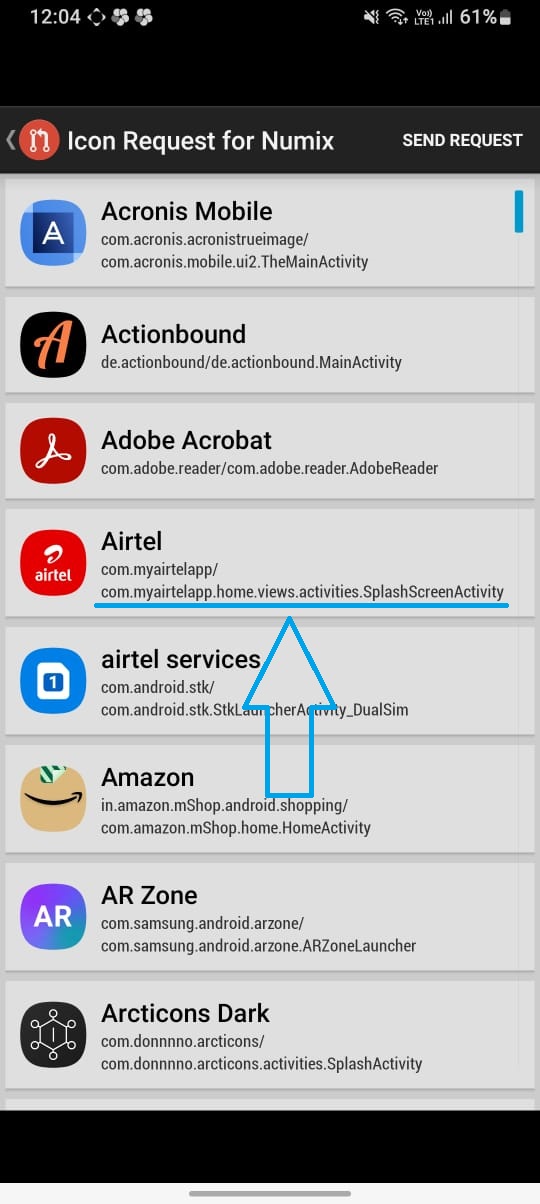 12:04 Vo)) LTE1 61%
Icon Request for Numix SEND REQUEST
Acronis Mobile
A
com.acronis.acronistrueimage/
com.acronis.mobile.ui2.TheMainActivity
Actionbound
A
de.actionbound/de.actionbound.MainActivity
Adobe Acrobat
com.adobe.reader/com.adobe.reader.AdobeReader
Airtel
airtel
com.myairtelapp/
com.myairtelapp.home.views.activities.SplashScreenActivity
airtel services
1
com.android.stk/
com.android.stk.StkLauncherActivity_DualSim
Amazon
in.amazon.mShop.android.shopping/
com.amazon.mShop.home.HomeActivity
AR Zone
AR
com.samsung.android.arzone/
com.samsung.android.arzone.ARZoneLauncher
Arcticons Dark
com.donnnno.arcticons/
com.donnnno.arcticons.activities.SplashActivity